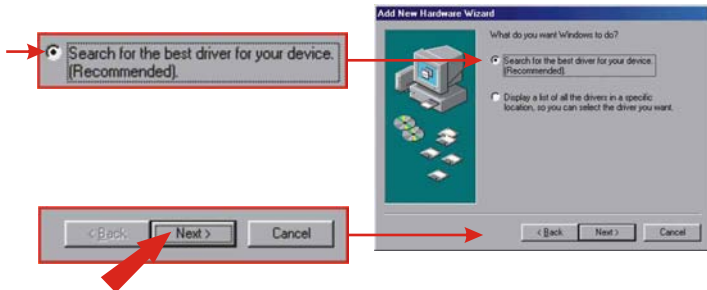 Search for the best driver for your device.
(Recommended).
< Back
Next >
Cancel
Add New Hardware Wizard
What do you want Windows to do?
Search for the best driver for your device.
(Recommended).
Display a list of all the drivers in a specific
location, so you can select the driver you want.
< Back
Next >
Cancel